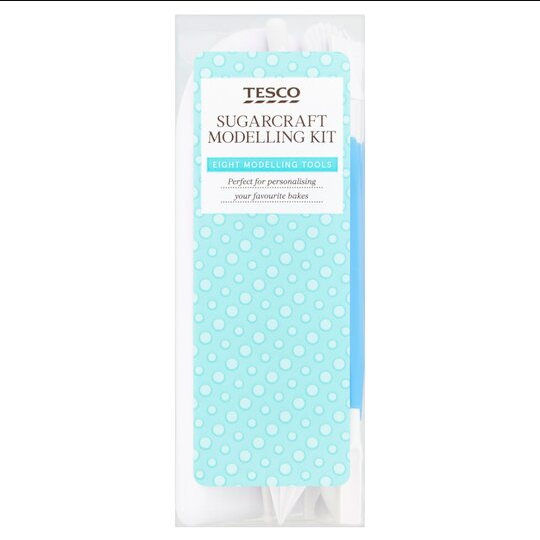 TESCO
SUGARCRAFT
MODELLING KIT
EIGHT MODELLING TOOLS
Perfect for personalising
your favourite bakes